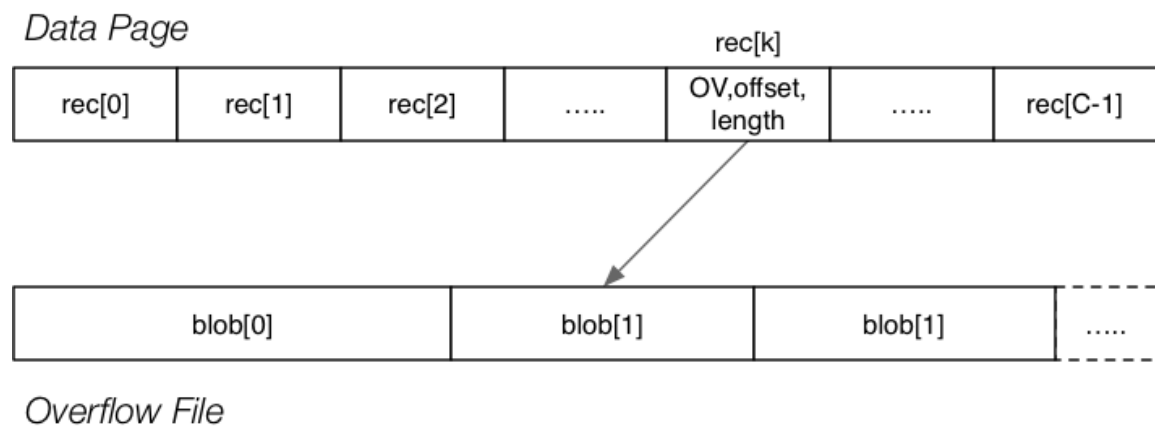 Data Page
rec[k]
rec[0] rec[1] rec[2] ..... OV,offset, ..... rec[C-1]
length
blob[0] blob[1] blob[1] .....
Overflow File